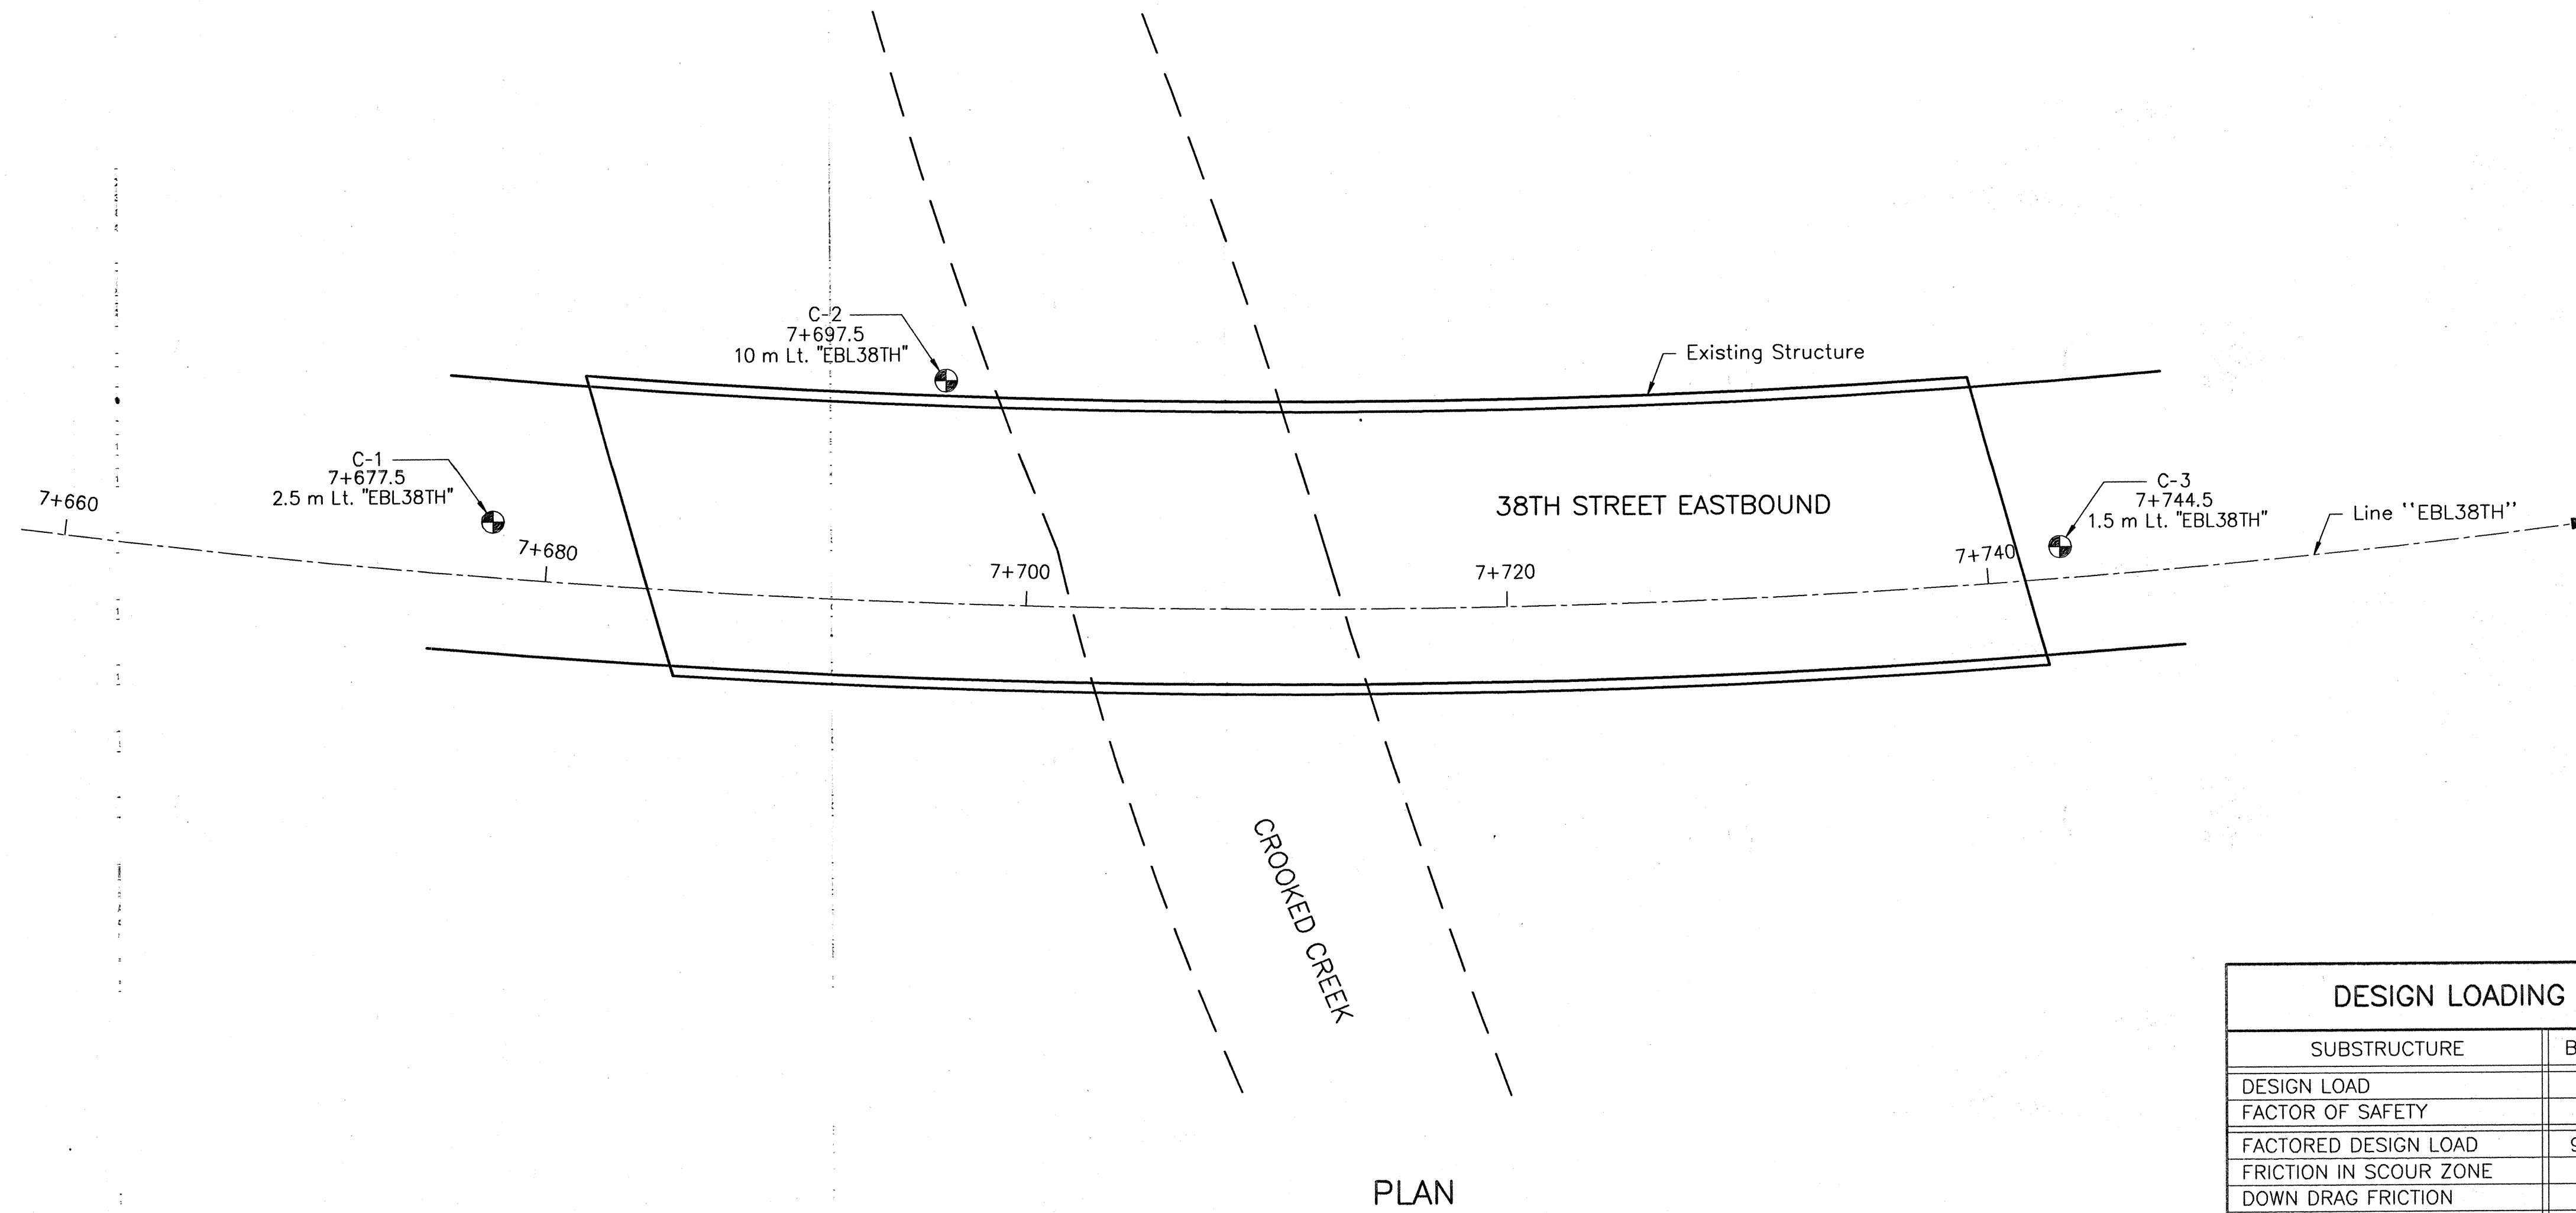 C-2
7+697.5
10 m Lt. "EBL38TH"
Existing Structure
C-1
7+677.5
2.5 m Lt. "EBL38TH"
7+660
7+680
7+700
7+720
7+740
38TH STREET EASTBOUND
C-3
7+744.5
1.5 m Lt. "EBL38TH"
Line ''EBL38TH''
CROOKED CREEK
PLAN
DESIGN LOADING
SUBSTRUCTURE
DESIGN LOAD
FACTOR OF SAFETY
FACTORED DESIGN LOAD
FRICTION IN SCOUR ZONE
DOWN DRAG FRICTION